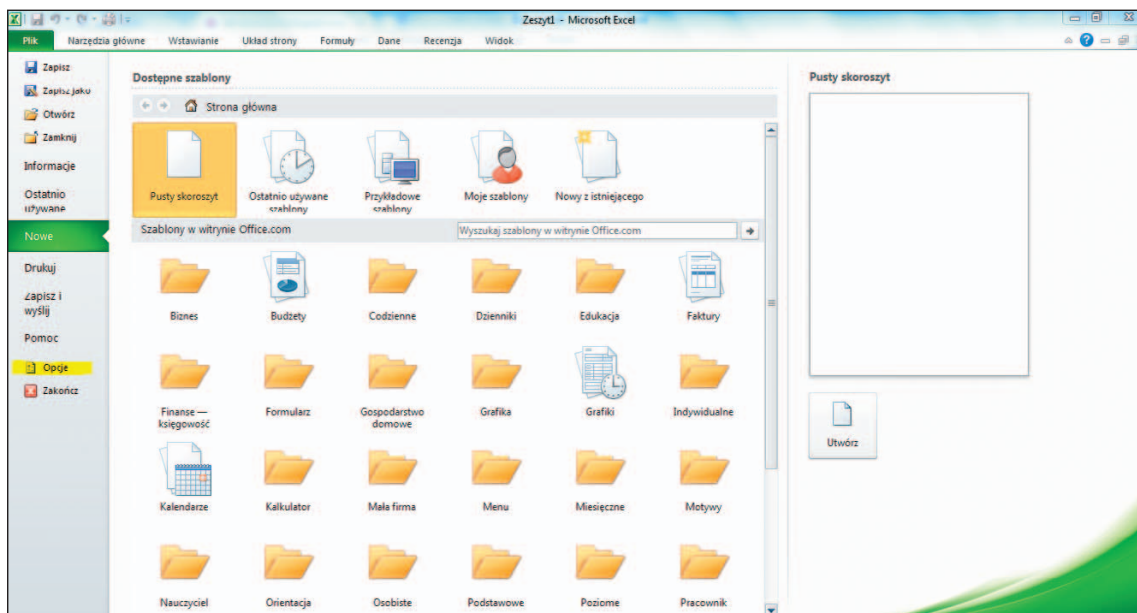 Zeszyt1 - Microsoft Excel
Plik Narzędzia główne Wstawianie Układ strony Formuły Dane Recenzja Widok
Zapisz
Zapisz jako
Otwórz
Zamknij
Informacje
Ostatnio
używane
Nowe
Drukuj
Zapisz i
wyślij
Pomoc
Opcje
Zakończ
Dostępne szablony
Strona główna
Pusty skoroszyt
Ostatnio używane
szablony
Przykładowe
szablony
Moje szablony
Nowy z istniejącego
Szablony w witrynie Office.com
Wyszukaj szablony w witrynie Office.com
Biznes
Budżety
Codzienne
Dzienniki
Edukacja
Faktury
Finanse —
księgowość
Formularz
Gospodarstwo
domowe
Grafika
Grafiki
Indywidualne
Kalendarze
Kalkulator
Mała firma
Menu
Miesięczne
Motywy
Nauczyciel
Orientacja
Osobiste
Podstawowe
Poziome
Pracownik
Pusty skoroszyt
Utwórz